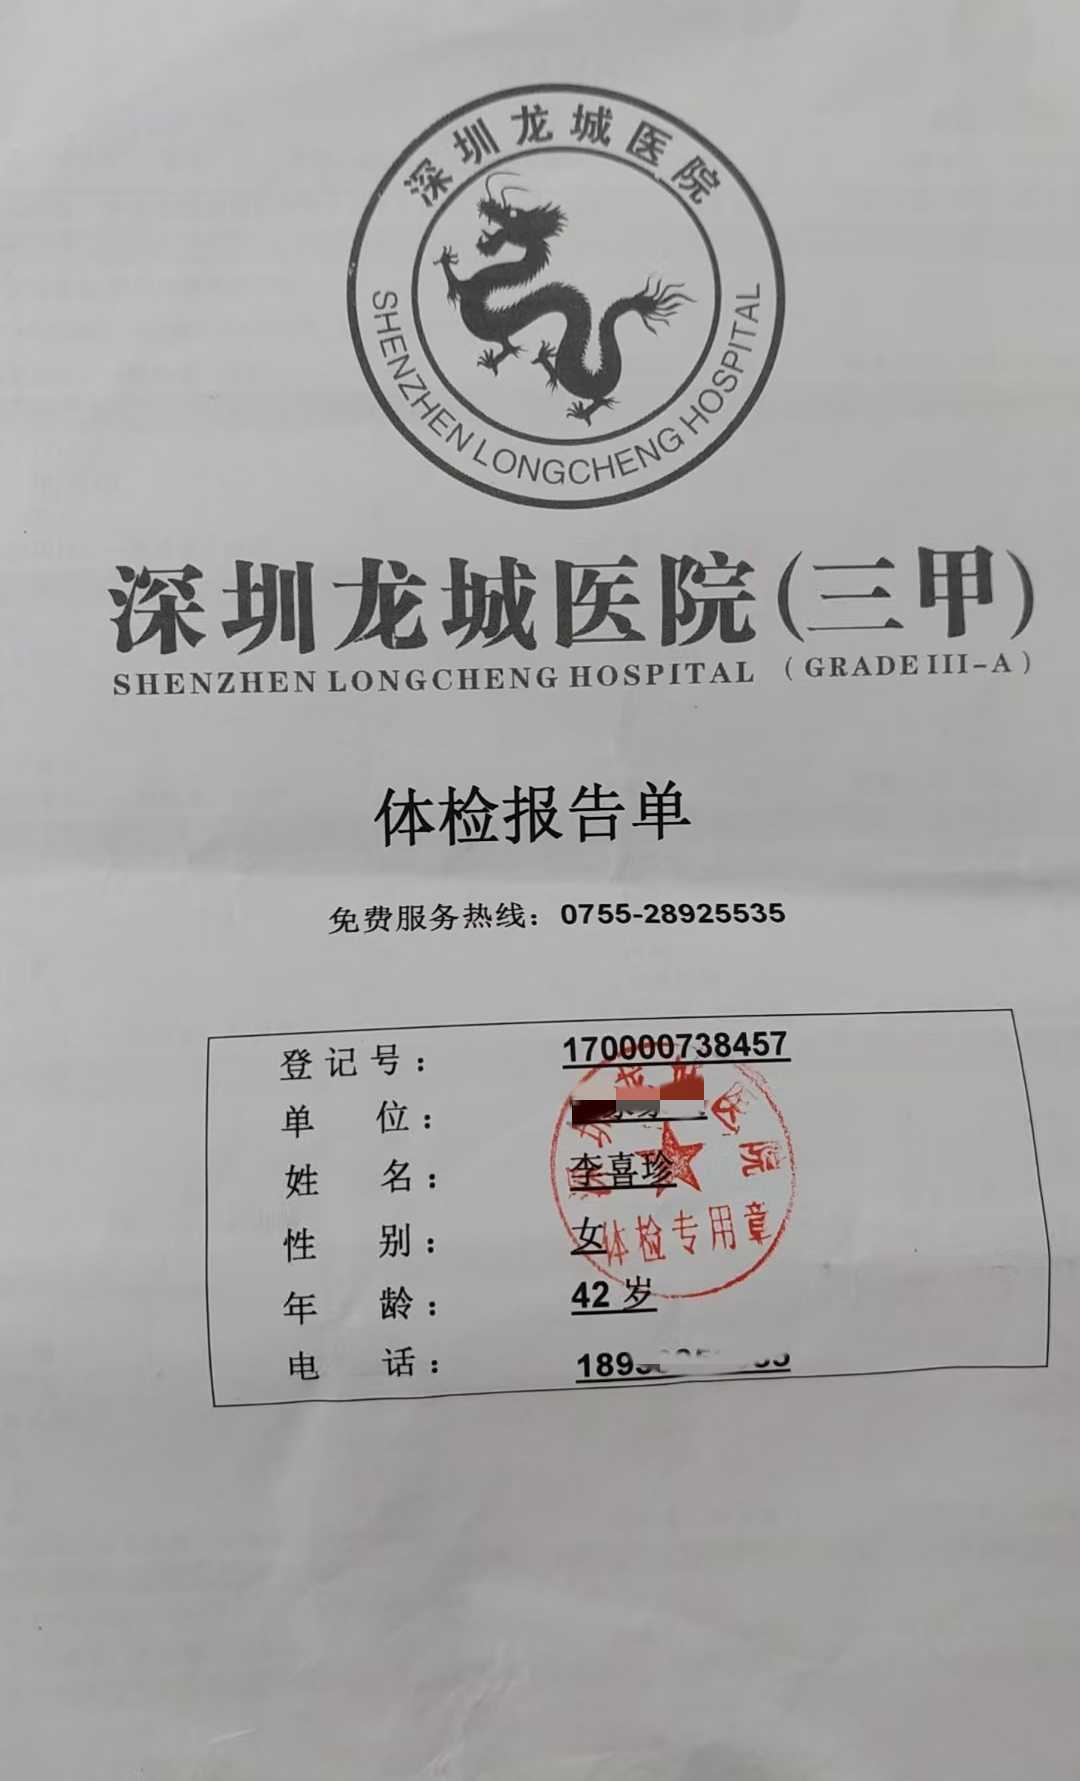 深圳龙城医院
SHENZHEN LONGCHENG HOSPITAL
深圳龙城医院(三甲)
SHENZHEN LONGCHENG HOSPITAL (GRADE III-A)
体检报告单
免费服务热线：0755-28925535
登记号： 170000738457
单 位：
姓 名： 李喜珍
性 别： 女
年 龄： 42 岁
电 话： 189
医院
体检专用章